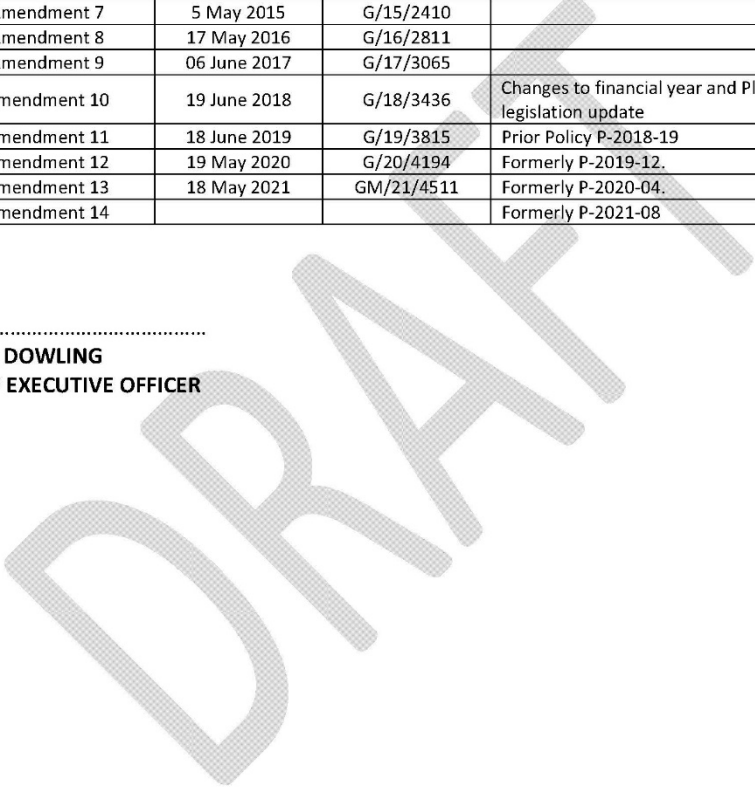 mendment 7 5 May 2015 G/15/2410
mendment 8 17 May 2016 G/16/2811
mendment 9 06 June 2017 G/17/3065
mendment 10 19 June 2018 G/18/3436 Changes to financial year and Pl
legislation update
mendment 11 18 June 2019 G/19/3815 Prior Policy P-2018-19
mendment 12 19 May 2020 G/20/4194 Formerly P-2019-12.
mendment 13 18 May 2021 GM/21/4511 Formerly P-2020-04.
mendment 14 Formerly P-2021-08
......................................
DOWLING
EXECUTIVE OFFICER
DRAFT